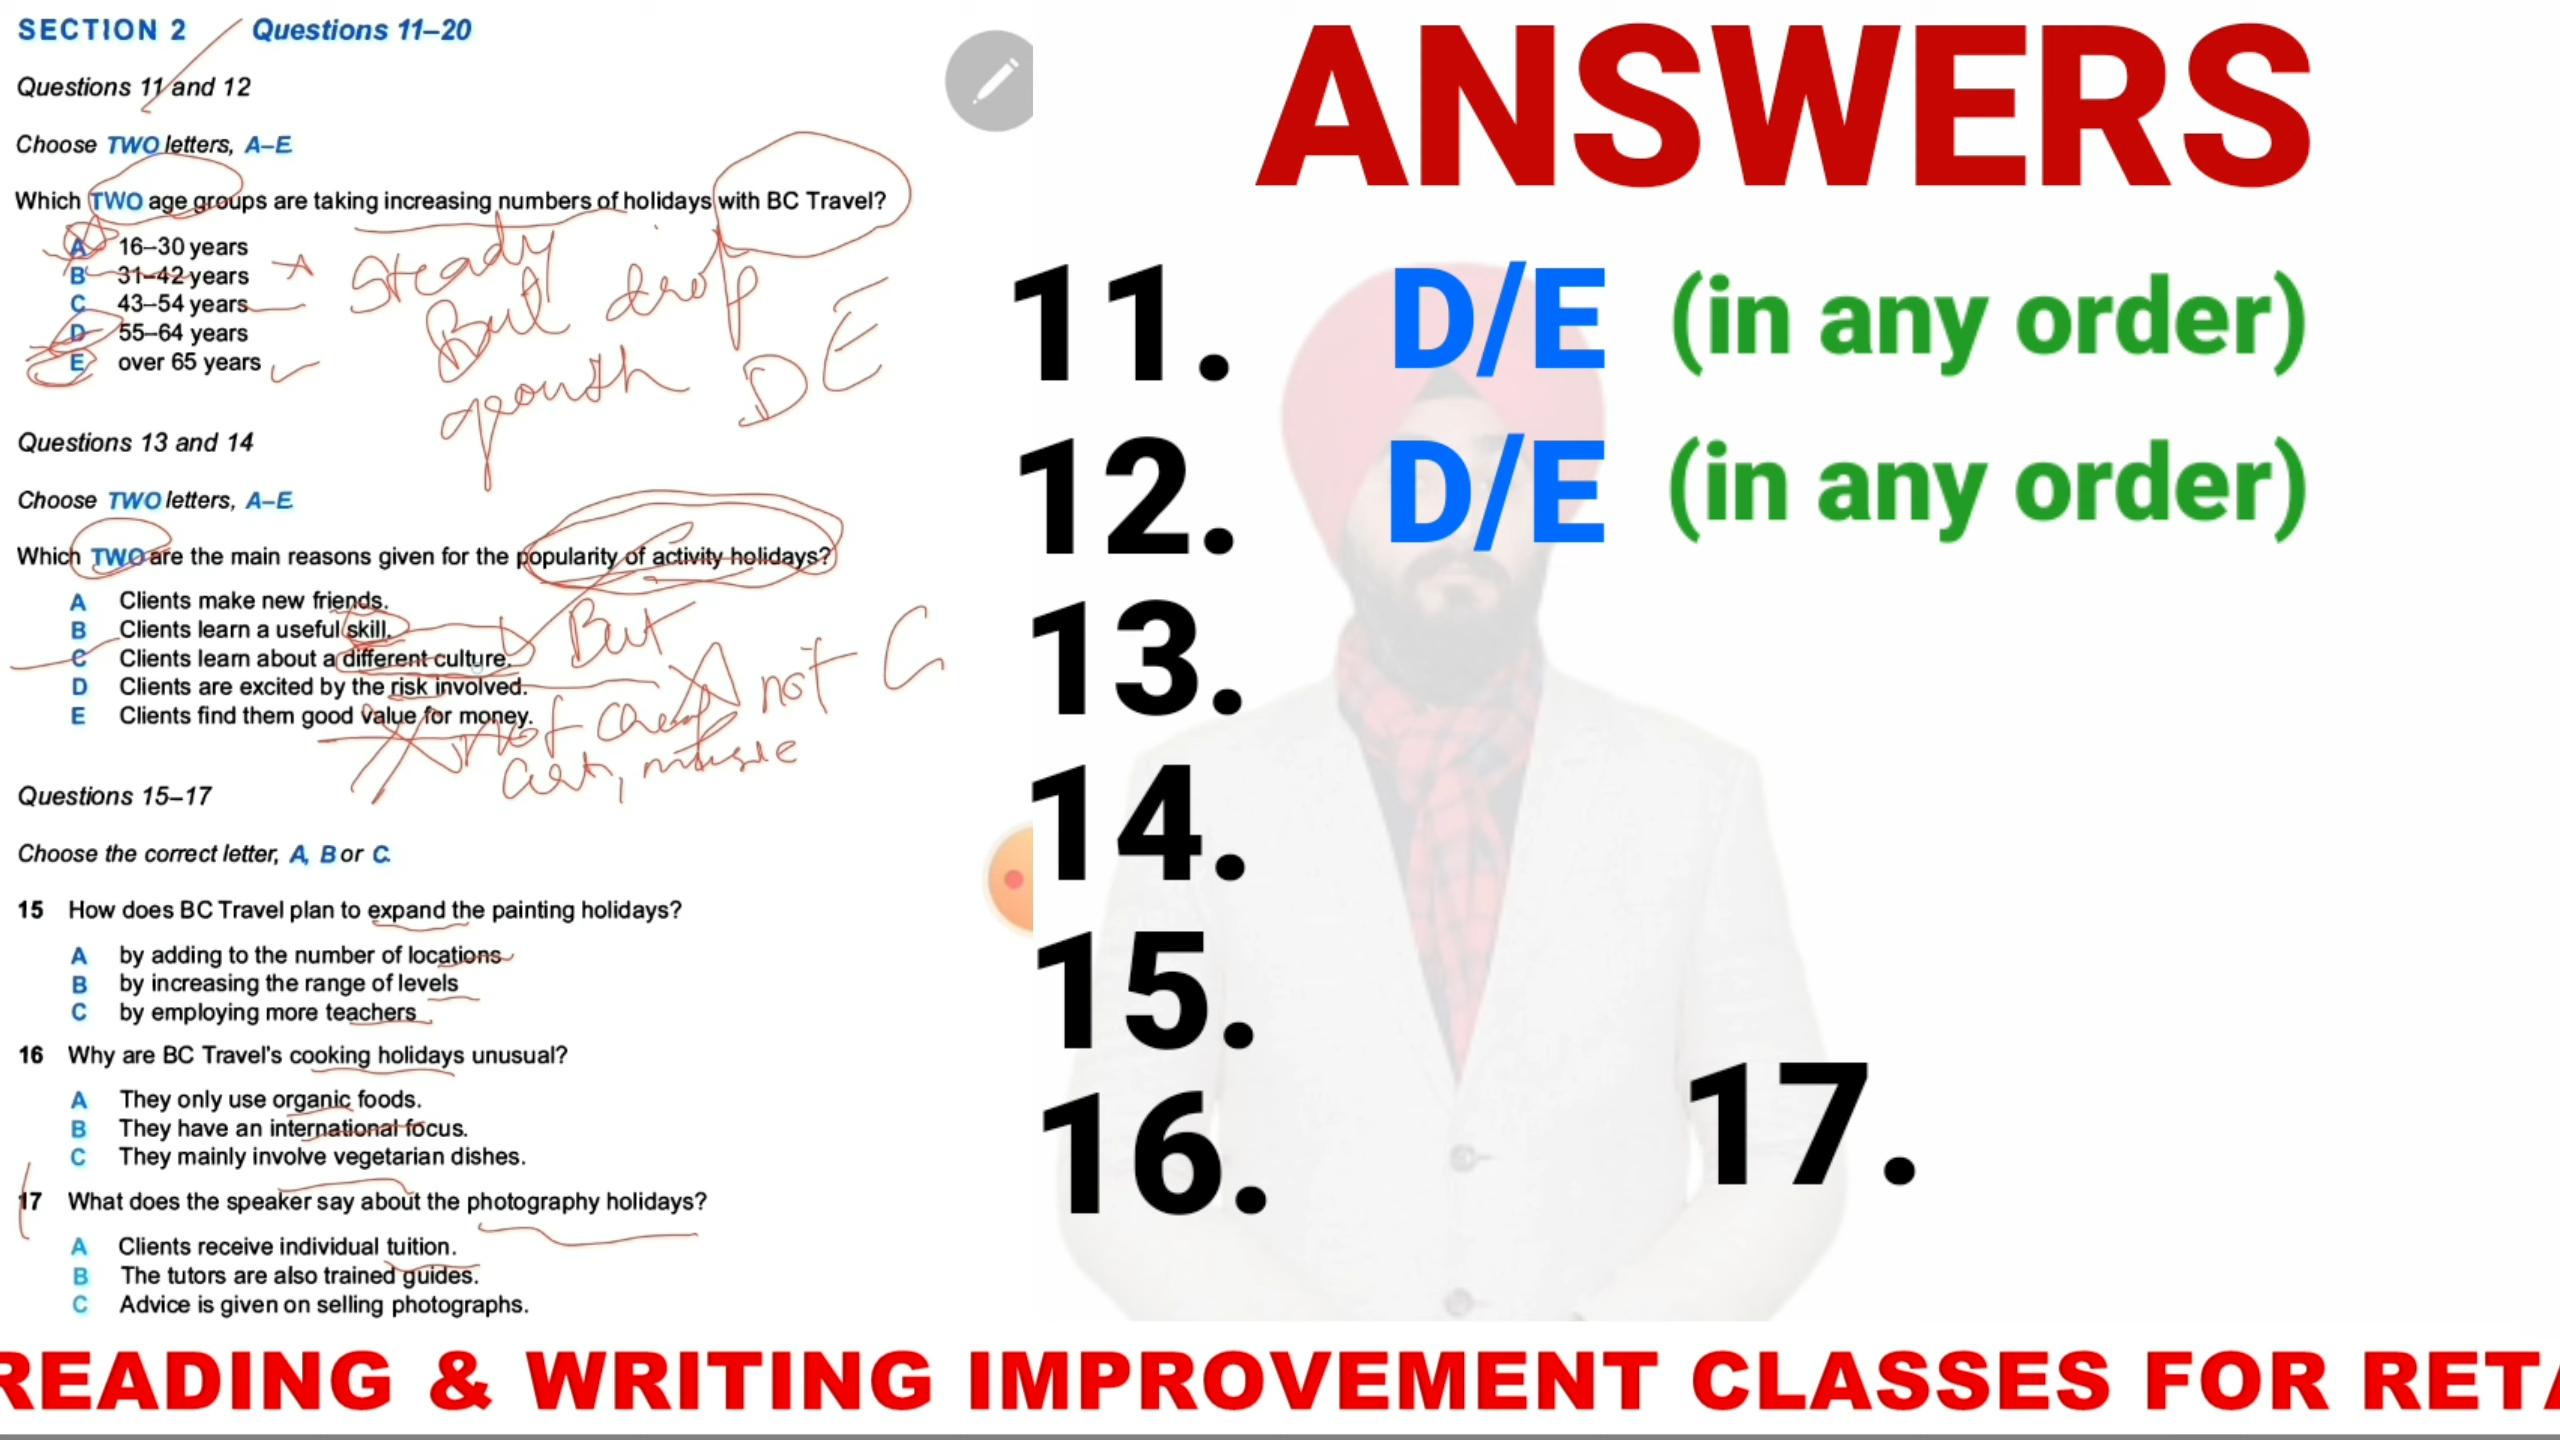 SECTION 2 Questions 11–20
Questions 11 and 12
Choose TWO letters, A–E
Which TWO age groups are taking increasing numbers of holidays with BC Travel?
A 16–30 years
B 31–42 years
C 43–54 years
D 55–64 years
E over 65 years
Steady
But drop
growth D E
Questions 13 and 14
Choose TWO letters, A–E
Which TWO are the main reasons given for the popularity of activity holidays?
A Clients make new friends.
B Clients learn a useful skill.
C Clients learn about a different culture.
D Clients are excited by the risk involved.
E Clients find them good value for money.
But
not C
not cheap
art, music
Questions 15–17
Choose the correct letter, A, B or C.
15 How does BC Travel plan to expand the painting holidays?
A by adding to the number of locations
B by increasing the range of levels
C by employing more teachers
16 Why are BC Travel's cooking holidays unusual?
A They only use organic foods.
B They have an international focus.
C They mainly involve vegetarian dishes.
17 What does the speaker say about the photography holidays?
A Clients receive individual tuition.
B The tutors are also trained guides.
C Advice is given on selling photographs.
ANSWERS
11. D/E (in any order)
12. D/E (in any order)
13.
14.
15.
16.
17.
READING & WRITING IMPROVEMENT CLASSES FOR RETA